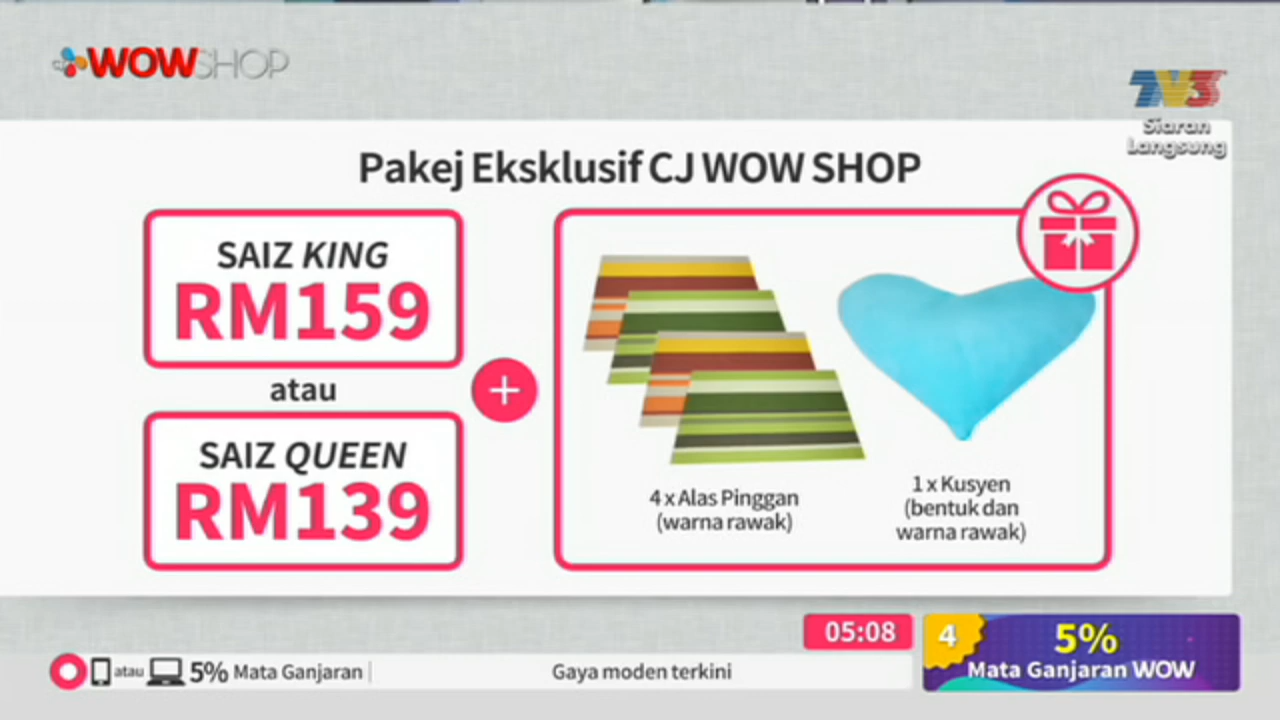 WOWSHOP
TV3
Siaran
Langsung
Pakej Eksklusif CJ WOW SHOP
SAIZ KING
RM159
atau
SAIZ QUEEN
RM139
+
4 x Alas Pinggan
(warna rawak)
1 x Kusyen
(bentuk dan
warna rawak)
05:08
4
5%
Mata Ganjaran WOW
atau 5% Mata Ganjaran
Gaya moden terkini